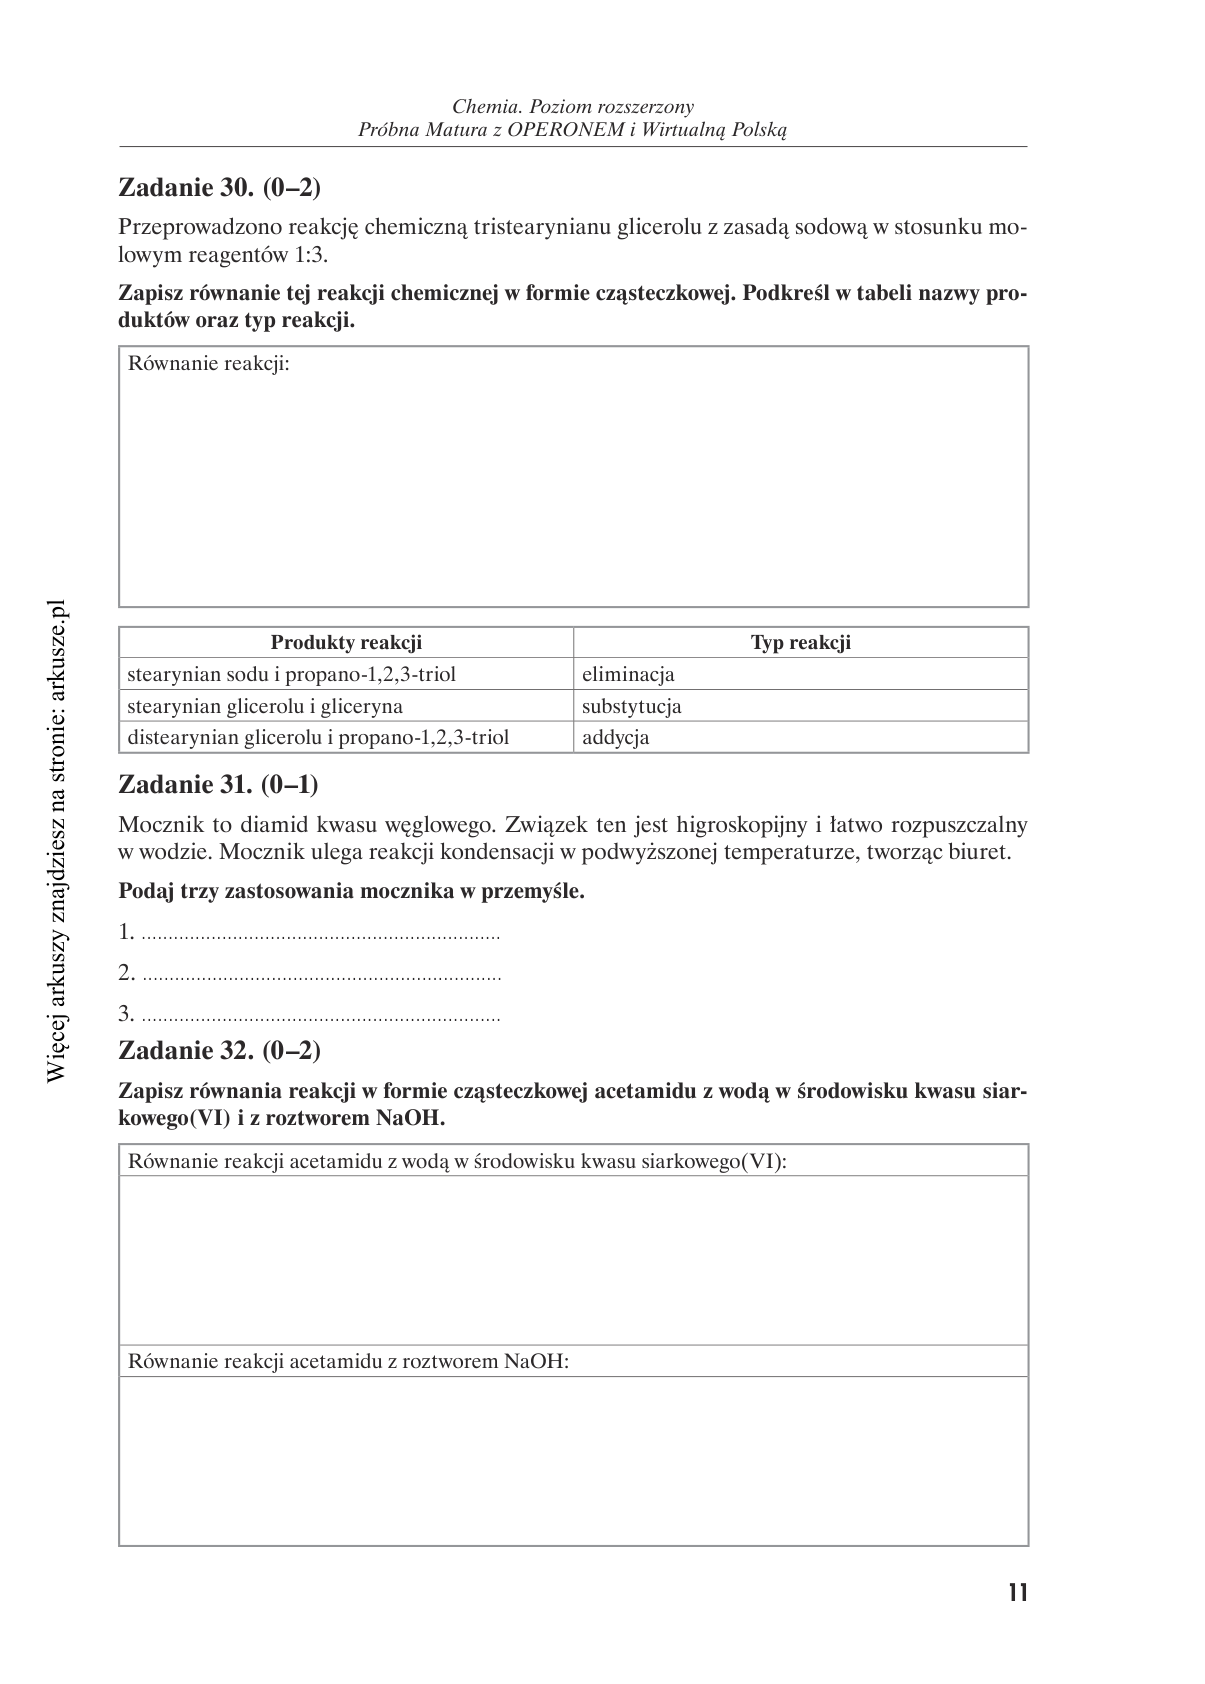 Chemia. Poziom rozszerzony
Próbna Matura z OPERONEM i Wirtualną Polską
Zadanie 30. (0–2)
Przeprowadzono reakcję chemiczną tristearynianu glicerolu z zasadą sodową w stosunku mo-
lowym reagentów 1:3.
Zapisz równanie tej reakcji chemicznej w formie cząsteczkowej. Podkreśl w tabeli nazwy pro-
duktów oraz typ reakcji.
Równanie reakcji:
Produkty reakcji Typ reakcji
stearynian sodu i propano-1,2,3-triol eliminacja
stearynian glicerolu i gliceryna substytucja
distearynian glicerolu i propano-1,2,3-triol addycja
Zadanie 31. (0–1)
Mocznik to diamid kwasu węglowego. Związek ten jest higroskopijny i łatwo rozpuszczalny
w wodzie. Mocznik ulega reakcji kondensacji w podwyższonej temperaturze, tworząc biuret.
Podaj trzy zastosowania mocznika w przemyśle.
1. ..................................................................
2. ..................................................................
3. ..................................................................
Zadanie 32. (0–2)
Zapisz równania reakcji w formie cząsteczkowej acetamidu z wodą w środowisku kwasu siar-
kowego(VI) i z roztworem NaOH.
Równanie reakcji acetamidu z wodą w środowisku kwasu siarkowego(VI):
Równanie reakcji acetamidu z roztworem NaOH:
11
Więcej arkuszy znajdziesz na stronie: arkusze.pl